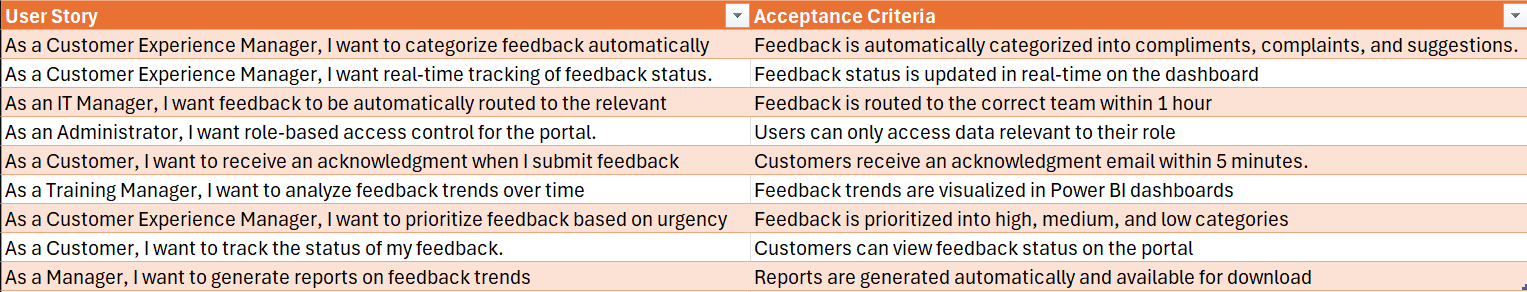 User Story Acceptance Criteria
As a Customer Experience Manager, I want to categorize feedback automatically Feedback is automatically categorized into compliments, complaints, and suggestions.
As a Customer Experience Manager, I want real-time tracking of feedback status. Feedback status is updated in real-time on the dashboard
As an IT Manager, I want feedback to be automatically routed to the relevant Feedback is routed to the correct team within 1 hour
As an Administrator, I want role-based access control for the portal. Users can only access data relevant to their role
As a Customer, I want to receive an acknowledgment when I submit feedback Customers receive an acknowledgment email within 5 minutes.
As a Training Manager, I want to analyze feedback trends over time Feedback trends are visualized in Power BI dashboards
As a Customer Experience Manager, I want to prioritize feedback based on urgency Feedback is prioritized into high, medium, and low categories
As a Customer, I want to track the status of my feedback. Customers can view feedback status on the portal
As a Manager, I want to generate reports on feedback trends Reports are generated automatically and available for download